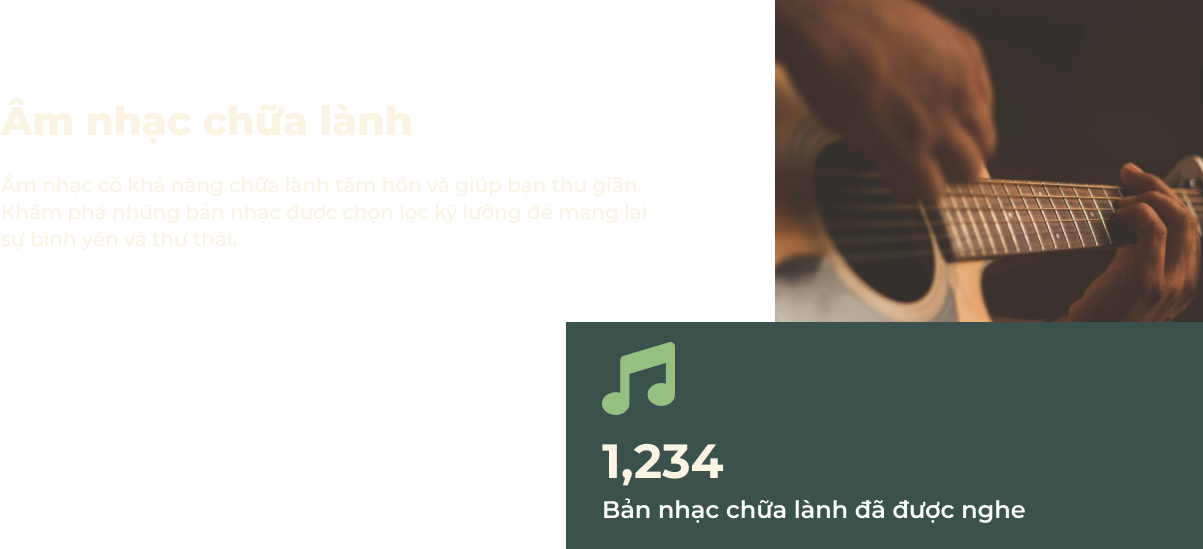 Âm nhạc chữa lành
Âm nhạc có khả năng chữa lành tâm hồn và giúp bạn thư giãn.
Khám phá những bản nhạc được chọn lọc kỹ lưỡng để mang lại
sự bình yên và thư thái.
1,234
Bản nhạc chữa lành đã được nghe